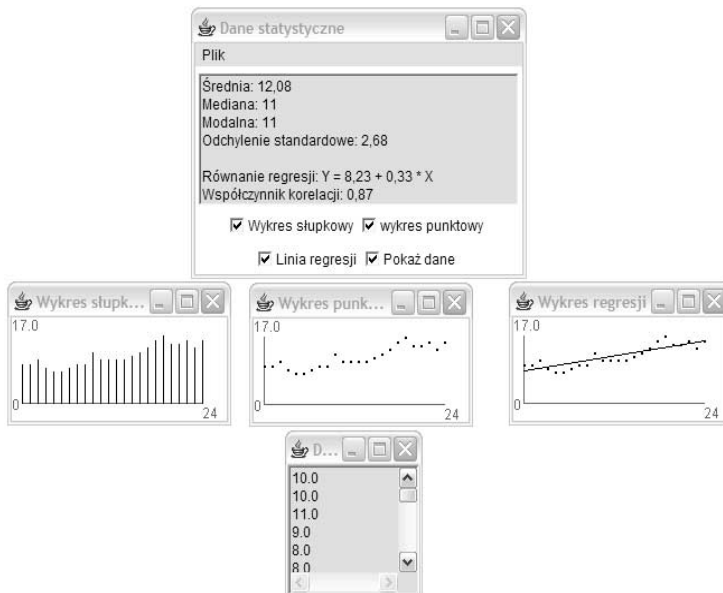 Dane statystyczne
Plik
Średnia: 12,08
Mediana: 11
Modalna: 11
Odchylenie standardowe: 2,68
Równanie regresji: Y = 8,23 + 0,33 * X
Współczynnik korelacji: 0,87
Wykres słupkowy wykres punktowy
Linia regresji Pokaż dane
Wykres słupk...
17.0
0
24
Wykres punk...
17.0
0
24
Wykres regresji
17.0
0
24
D...
10.0
10.0
11.0
9.0
8.0
8.0